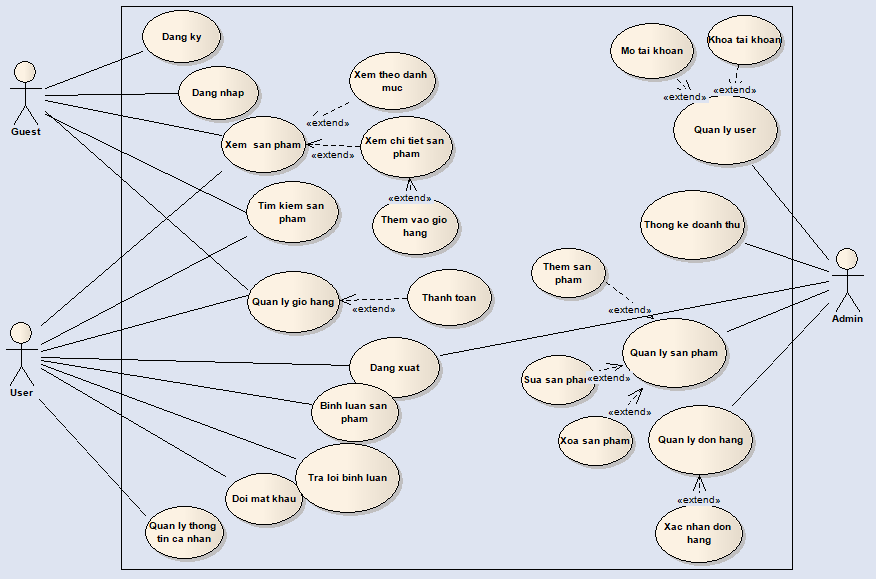 Dang ky
Mo tai khoan
Khoa tai khoan
Xem theo danh
muc
Dang nhap
«extend»
«extend»
Guest
«extend»
Quan ly user
Xem san pham
Xem chi tiet san
pham
«extend»
«extend»
Tim kiem san
pham
Them vao gio
hang
Thong ke doanh thu
Them san
pham
Quan ly gio hang
Thanh toan
«extend»
«extend»
Admin
Quan ly san pham
Dang xuat
Sua san pham
«extend»
User
Binh luan san
pham
«extend»
Xoa san pham
Quan ly don hang
Tra loi binh luan
Doi mat khau
«extend»
Quan ly thong
tin ca nhan
Xac nhan don
hang